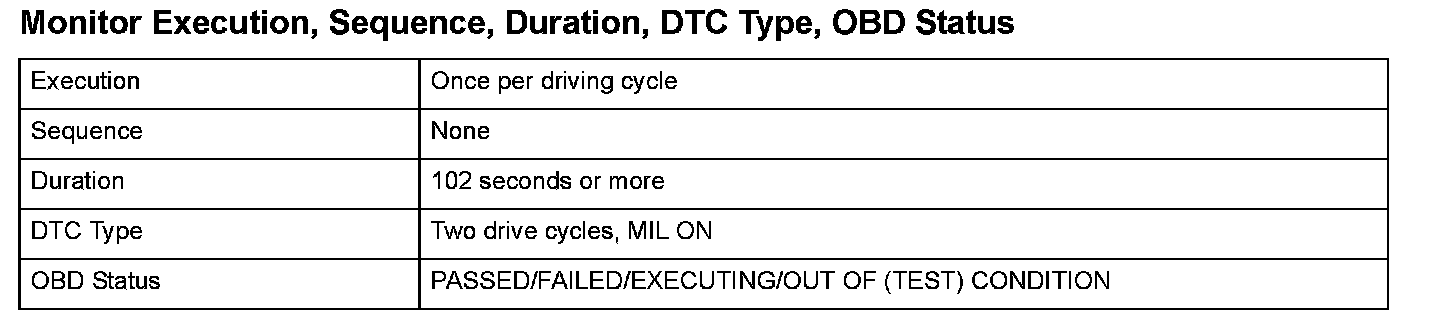 Monitor Execution, Sequence, Duration, DTC Type, OBD Status
Execution Once per driving cycle
Sequence None
Duration 102 seconds or more
DTC Type Two drive cycles, MIL ON
OBD Status PASSED/FAILED/EXECUTING/OUT OF (TEST) CONDITION